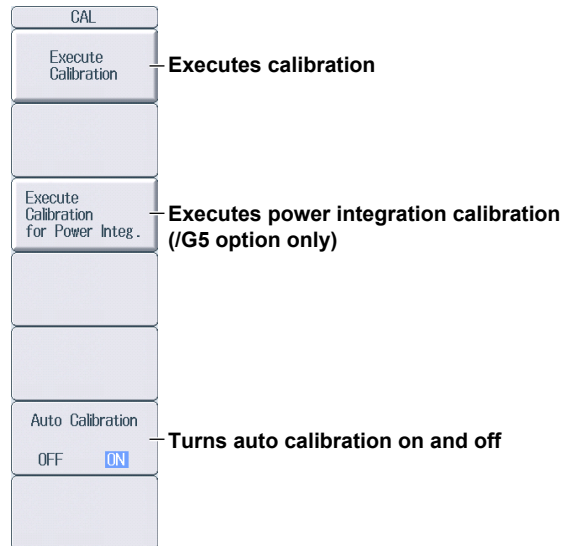 CAL
Execute
Calibration
Executes calibration
Execute
Calibration
for Power Integ.
Executes power integration calibration
(/G5 option only)
Auto Calibration
OFF ON
Turns auto calibration on and off